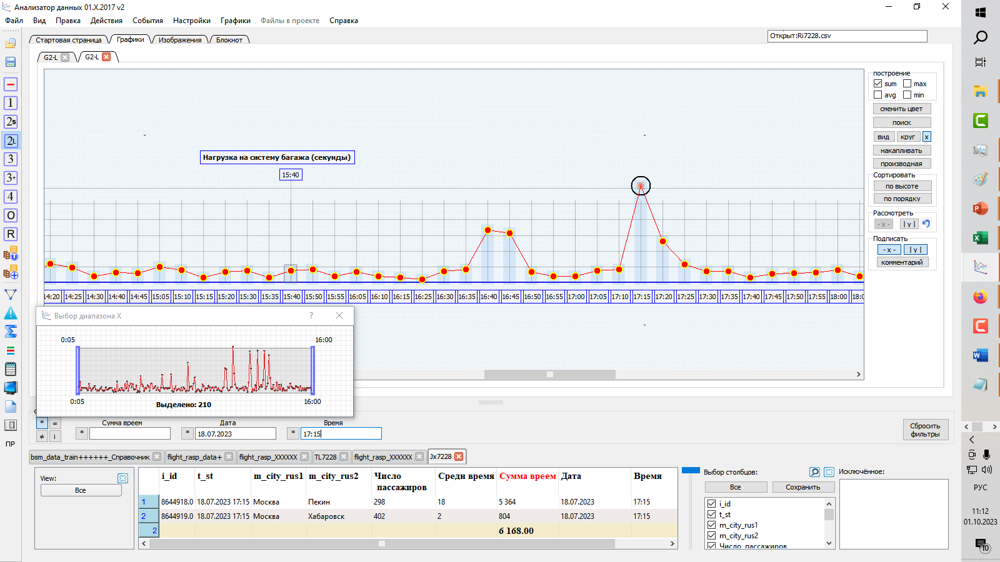 Анализатор данных 01.X.2017 v2
Файл Вид Правка Действия События Настройки Графики Файлы в проекте Справка
Стартовая страница Графики Изображения Блокнот
Открыт:Ri7228.csv
G2-L G2-L
построение
sum max
avg min
сменить цвет
поиск
вид круг x
накапливать
производная
Сортировать
по высоте
по порядку
Рассмотреть
- x - | y |
Подписать
- x - | y |
комментарий
1
2s
2L
3
3+
4
O
R
ПР
Нагрузка на систему багажа (секунды)
15:40
14:20 14:25 14:30 14:40 14:45 15:05 15:10 15:15 15:20 15:30 15:35 15:40 15:50 15:55 16:05 16:10 16:15 16:25 16:30 16:35 16:40 16:45 16:50 16:55 17:00 17:05 17:10 17:15 17:20 17:25 17:30 17:35 17:40 17:50 17:55 18:00 18:0
Выбор диапазона X ?
0:05 16:00
0:05 16:00
Выделено: 210
* =
≠ i
Сумма вреем Дата Время
* * 18.07.2023 * 17:15
Сбросить
фильтры
bsm_data_train++++++_Справочник flight_rasp_data+ flight_rasp_XXXXXX TL7228 flight_rasp_XXXXXX Jx7228
View:
Все
i_id t_st m_city_rus1 m_city_rus2 Число пассажиров Средн время Сумма вреем Дата Время
1 8644918.0 18.07.2023 17:15 Москва Пекин 298 18 5 364 18.07.2023 17:15
2 8644919.0 18.07.2023 17:15 Москва Хабаровск 402 2 804 18.07.2023 17:15
2 6 168.00
Выбор столбцов:
Все Сохранить
i_id
t_st
m_city_rus1
m_city_rus2
Число пассажиров
Исключённое:
РУС
11:12
01.10.2023
10